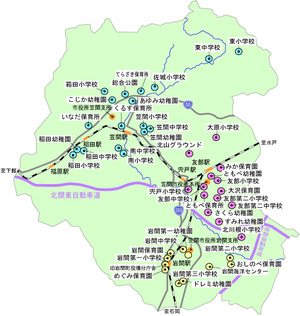 東小学校
東中学校
てらざき保育所
佐城小学校
総合公園
箱田小学校
こじか幼稚園
市役所笠間支所
あゆみ幼稚園
くるす保育所
いなだ保育所
笠間小学校
笠間中学校
笠間駅
笠間幼稚園
大原小学校
稲田幼稚園
北山グラウンド
至水戸
稲田駅
稲田中学校
南中学校
南小学校
友部駅
宍戸駅
稲田小学校
至下館
福原駅
ともべ幼稚園
友部小学校
宍戸小学校
大沢保育園
友部中学校
友部第二小学校
友部第二中学校
北関東自動車道
ともべ保育所
さくら幼稚園
すみれ幼稚園
北川根小学校
岩間第一幼稚園
岩間中学校
市役所岩間支所
岩間保育園
岩間第二小学校
岩間第一小学校
岩間駅
おしのべ保育園
岩間海洋センター
めぐみ保育園
岩間第三小学校
ドレミ幼稚園
至石岡